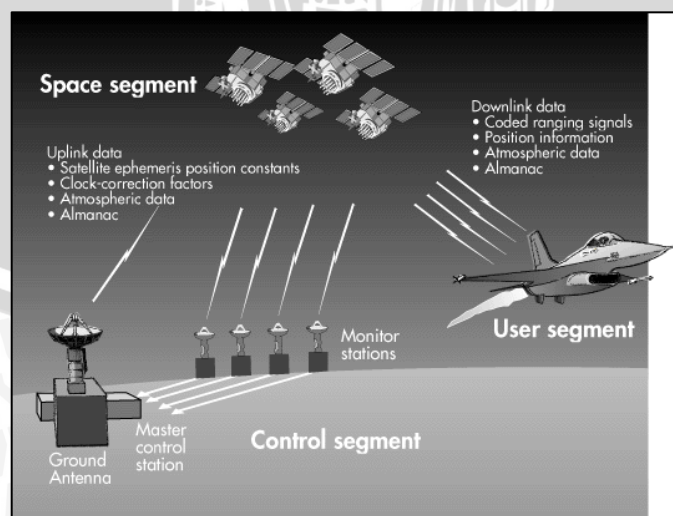 Space segment
Uplink data
• Satellite ephemeris position constants
• Clock-correction factors
• Atmospheric data
• Almanac
Downlink data
• Coded ranging signals
• Position information
• Atmospheric data
• Almanac
User segment
Monitor
stations
Master
control
station
Control segment
Ground
Antenna